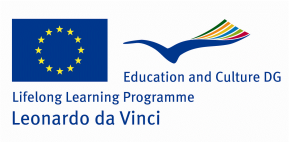 Education and Culture DG
Lifelong Learning Programme
Leonardo da Vinci